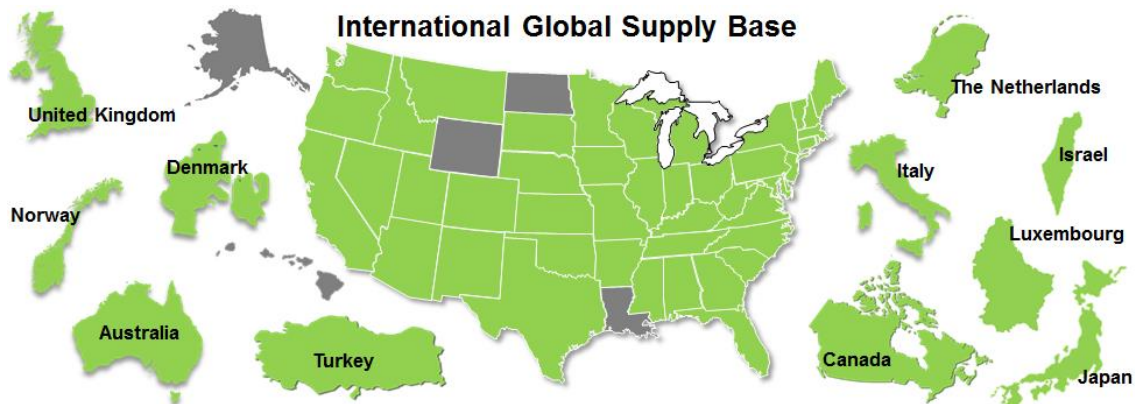 International Global Supply Base
United Kingdom
The Netherlands
Denmark
Israel
Italy
Norway
Luxembourg
Australia
Turkey
Canada
Japan